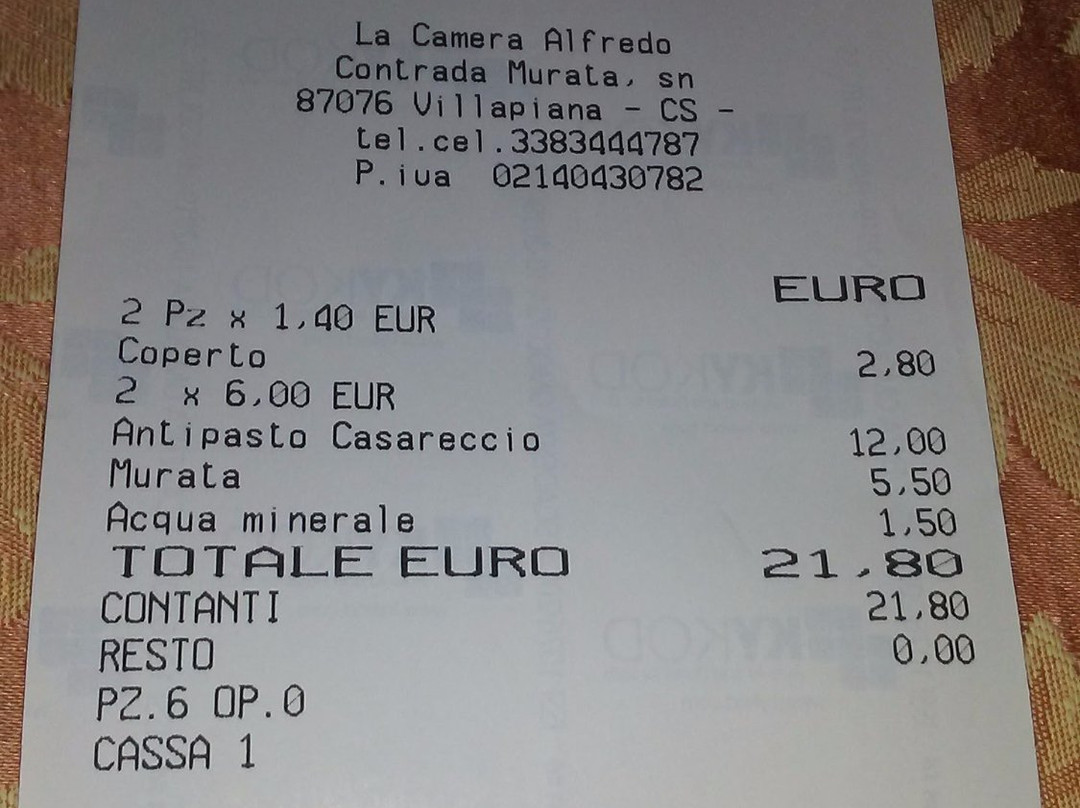 La Camera Alfredo
Contrada Murata, sn
87076 Villapiana - CS -
tel.cel.3383444787
P.iva 02140430782
EURO
2 Pz x 1,40 EUR
Coperto 2,80
2 x 6,00 EUR
Antipasto Casareccio 12,00
Murata 5,50
Acqua minerale 1,50
TOTALE EURO 21,80
CONTANTI 21,80
RESTO 0,00
PZ.6 OP.0
CASSA 1